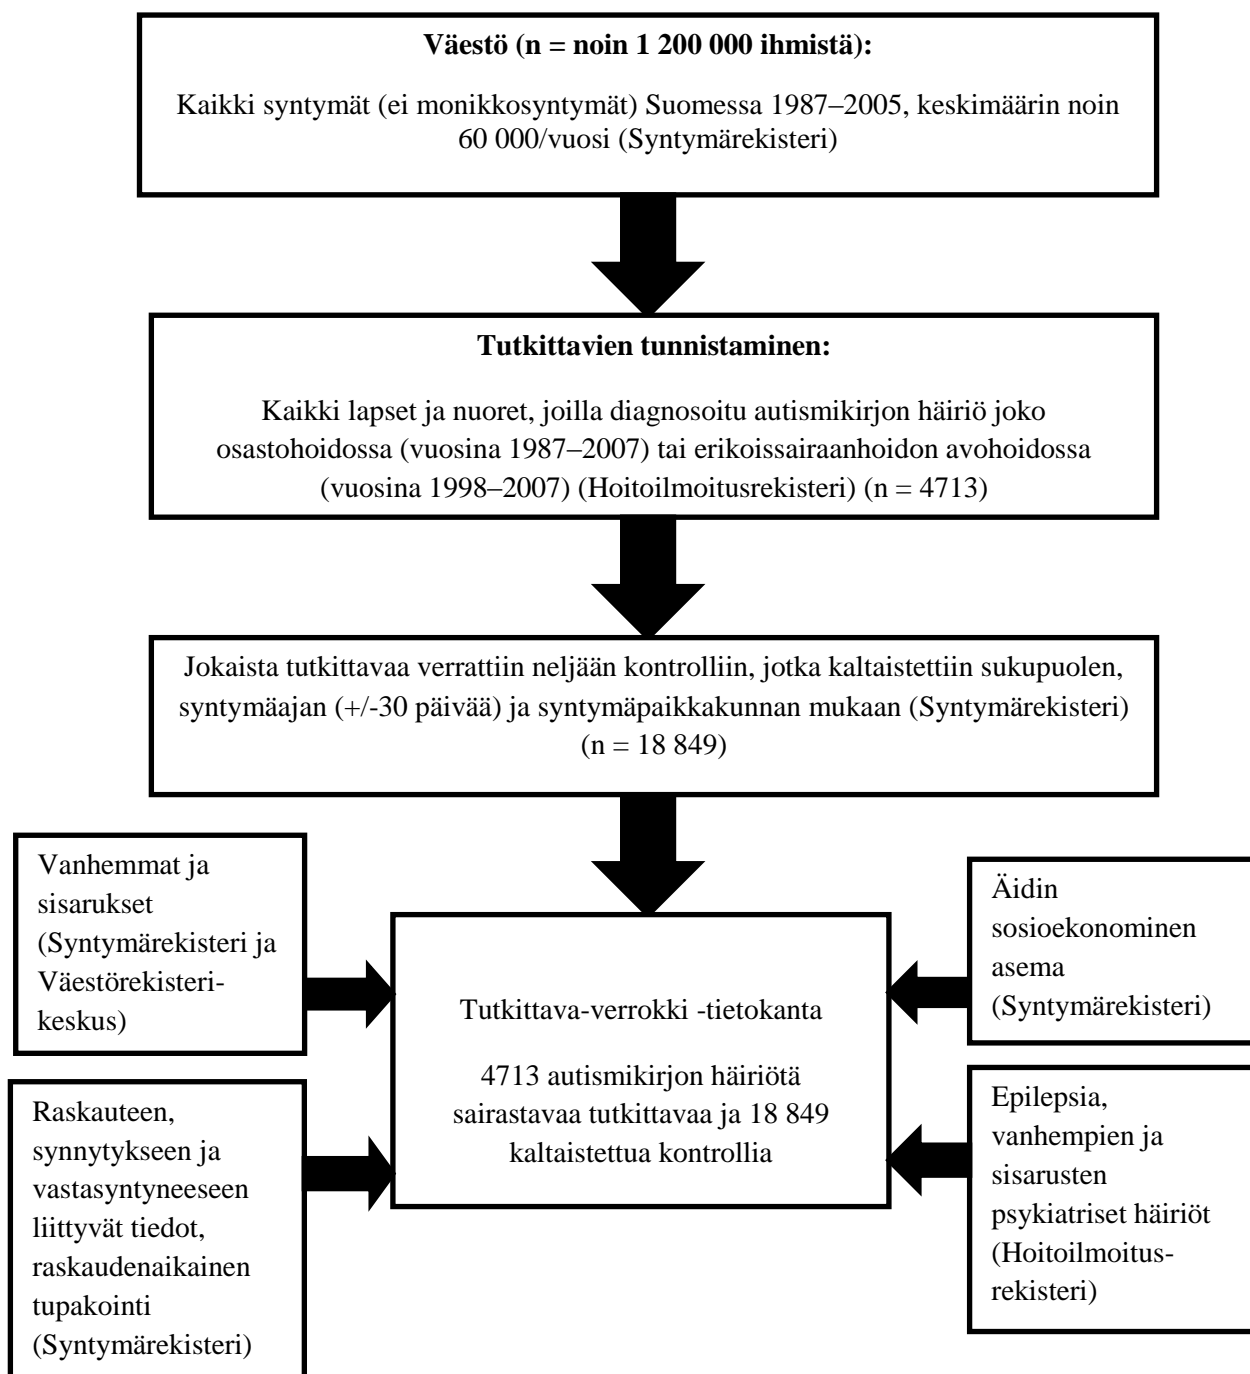 Väestö (n = noin 1 200 000 ihmistä):
Kaikki syntymät (ei monikkosyntymät) Suomessa 1987–2005, keskimäärin noin
60 000/vuosi (Syntymärekisteri)
Tutkittavien tunnistaminen:
Kaikki lapset ja nuoret, joilla diagnosoitu autismikirjon häiriö joko
osastohoidossa (vuosina 1987–2007) tai erikoissairaanhoidon avohoidossa
(vuosina 1998–2007) (Hoitoilmoitusrekisteri) (n = 4713)
Jokaista tutkittavaa verrattiin neljään kontrolliin, jotka kaltaistettiin sukupuolen,
syntymäajan (+/-30 päivää) ja syntymäpaikkakunnan mukaan (Syntymärekisteri)
(n = 18 849)
Vanhemmat ja
sisarukset
(Syntymärekisteri ja
Väestörekisteri-
keskus)
Raskauteen,
synnytykseen ja
vastasyntyneeseen
liittyvät tiedot,
raskaudenaikainen
tupakointi
(Syntymärekisteri)
Tutkittava-verrokki -tietokanta
4713 autismikirjon häiriötä
sairastavaa tutkittavaa ja 18 849
kaltaistettua kontrollia
Äidin
sosioekonominen
asema
(Syntymärekisteri)
Epilepsia,
vanhempien ja
sisarusten
psykiatriset häiriöt
(Hoitoilmoitus-
rekisteri)